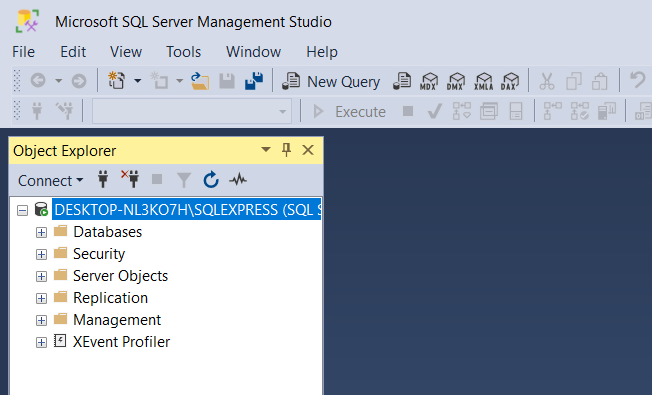 Microsoft SQL Server Management Studio
File Edit View Tools Window Help
New Query MDX DMX XMLA DAX
Execute
Object Explorer
Connect
DESKTOP-NL3KO7H\SQLEXPRESS (SQL S
Databases
Security
Server Objects
Replication
Management
XEvent Profiler